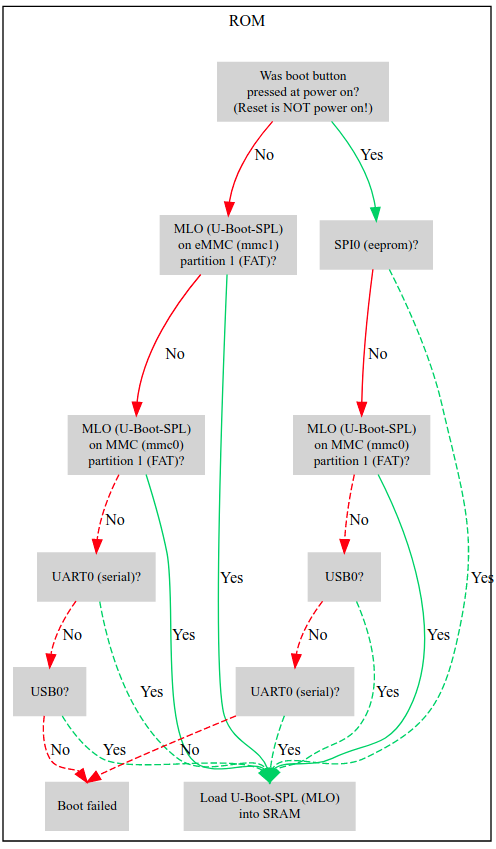 ROM
Was boot button
pressed at power on?
(Reset is NOT power on!)
No
Yes
MLO (U-Boot-SPL)
on eMMC (mmc1)
partition 1 (FAT)?
SPI0 (eeprom)?
No
No
MLO (U-Boot-SPL)
on MMC (mmc0)
partition 1 (FAT)?
MLO (U-Boot-SPL)
on MMC (mmc0)
partition 1 (FAT)?
No
No
UART0 (serial)?
Yes
USB0?
Yes
No
Yes
No
Yes
USB0?
Yes
UART0 (serial)?
Yes
No
Yes
No
Yes
Boot failed
Load U-Boot-SPL (MLO)
into SRAM